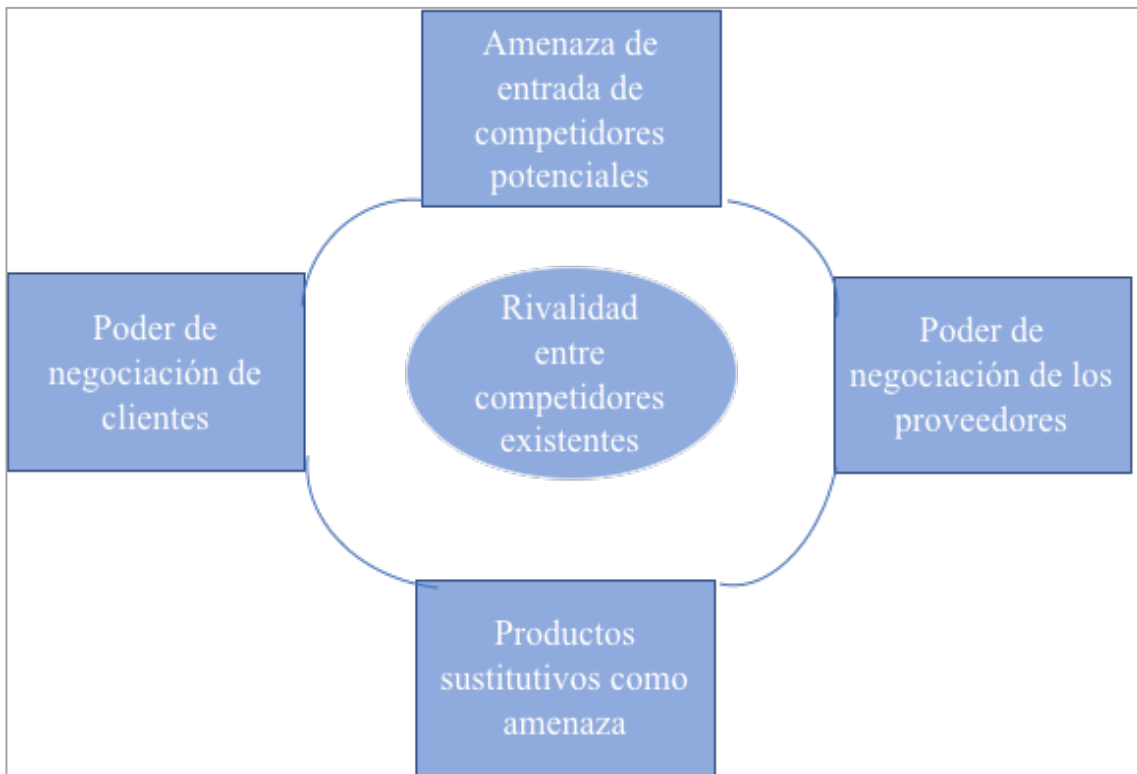 Amenaza de
entrada de
competidores
potenciales
Poder de
negociación de
clientes
Rivalidad
entre
competidores
existentes
Poder de
negociación de los
proveedores
Productos
sustitutivos como
amenaza